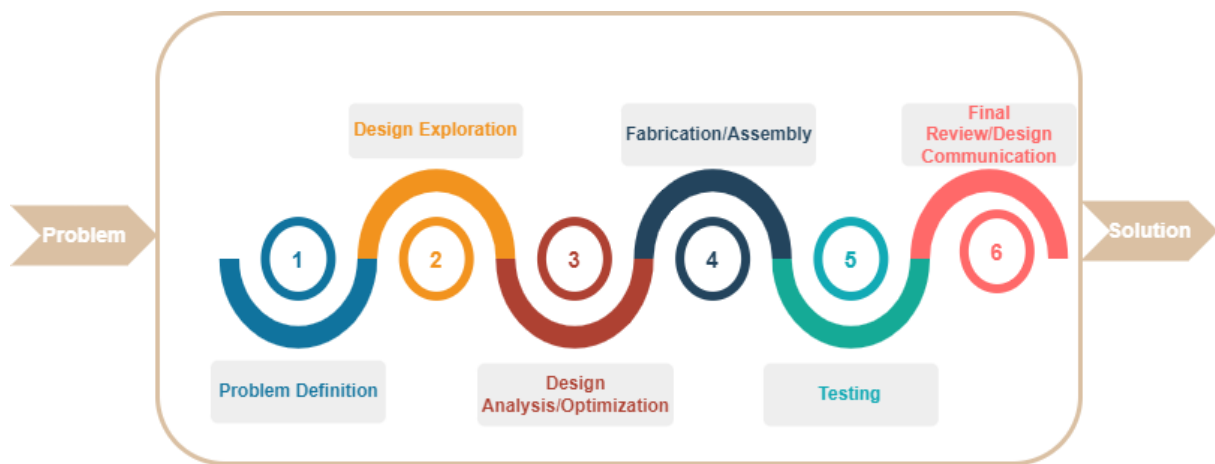 Problem
1
Problem Definition
2
Design Exploration
3
Design
Analysis/Optimization
4
Fabrication/Assembly
5
Testing
6
Final
Review/Design
Communication
Solution